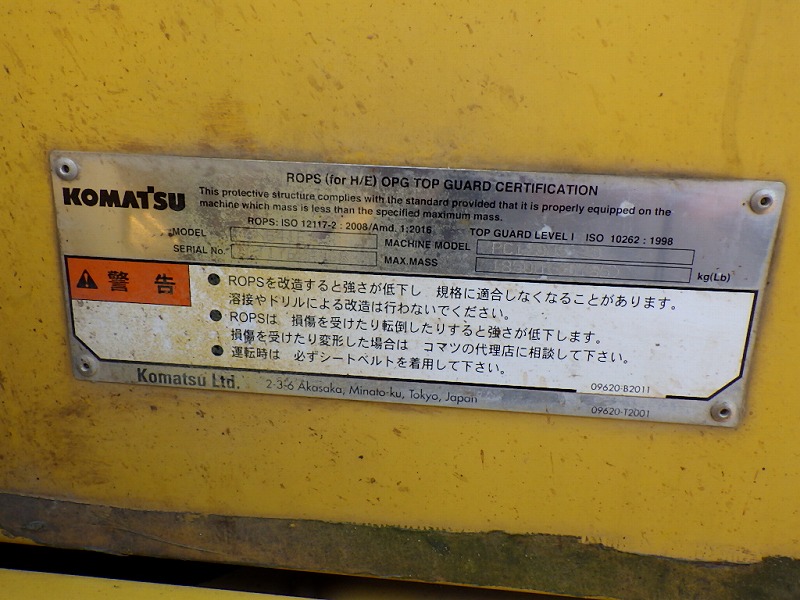 ROPS (for H/E) OPG TOP GUARD CERTIFICATION
KOMATSU
This protective structure complies with the standard provided that it is properly equipped on the
machine which mass is less than the specified maximum mass.
ROPS: ISO 12117-2 : 2008/Amd. 1:2016 TOP GUARD LEVEL I ISO 10262 : 1998
MODEL MACHINE MODEL
SERIAL No. MAX.MASS kg(Lb)
警告
● ROPSを改造すると強さが低下し 規格に適合しなくなることがあります。
溶接やドリルによる改造は行わないでください。
● ROPSは 損傷を受けたり転倒したりすると強さが低下します。
損傷を受けたり変形した場合は コマツの代理店に相談して下さい。
● 運転時は 必ずシートベルトを着用して下さい。
09620-B2011
Komatsu Ltd. 2-3-6 Akasaka, Minato-ku, Tokyo, Japan
09620-T2001